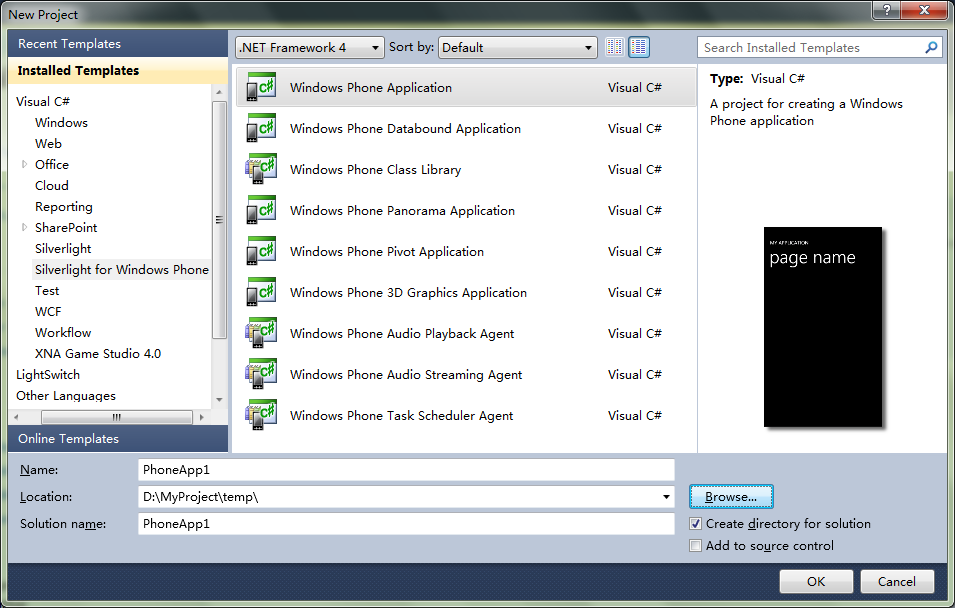 New Project
Recent Templates
Installed Templates
Visual C#
Windows
Web
Office
Cloud
Reporting
SharePoint
Silverlight
Silverlight for Windows Phone
Test
WCF
Workflow
XNA Game Studio 4.0
LightSwitch
Other Languages
Online Templates
.NET Framework 4
Sort by: Default
Search Installed Templates
Windows Phone Application Visual C#
Windows Phone Databound Application Visual C#
Windows Phone Class Library Visual C#
Windows Phone Panorama Application Visual C#
Windows Phone Pivot Application Visual C#
Windows Phone 3D Graphics Application Visual C#
Windows Phone Audio Playback Agent Visual C#
Windows Phone Audio Streaming Agent Visual C#
Windows Phone Task Scheduler Agent Visual C#
Type: Visual C#
A project for creating a Windows
Phone application
MY APPLICATION
page name
Name: PhoneApp1
Location: D:\MyProject\temp\
Browse...
Solution name: PhoneApp1
Create directory for solution
Add to source control
OK
Cancel